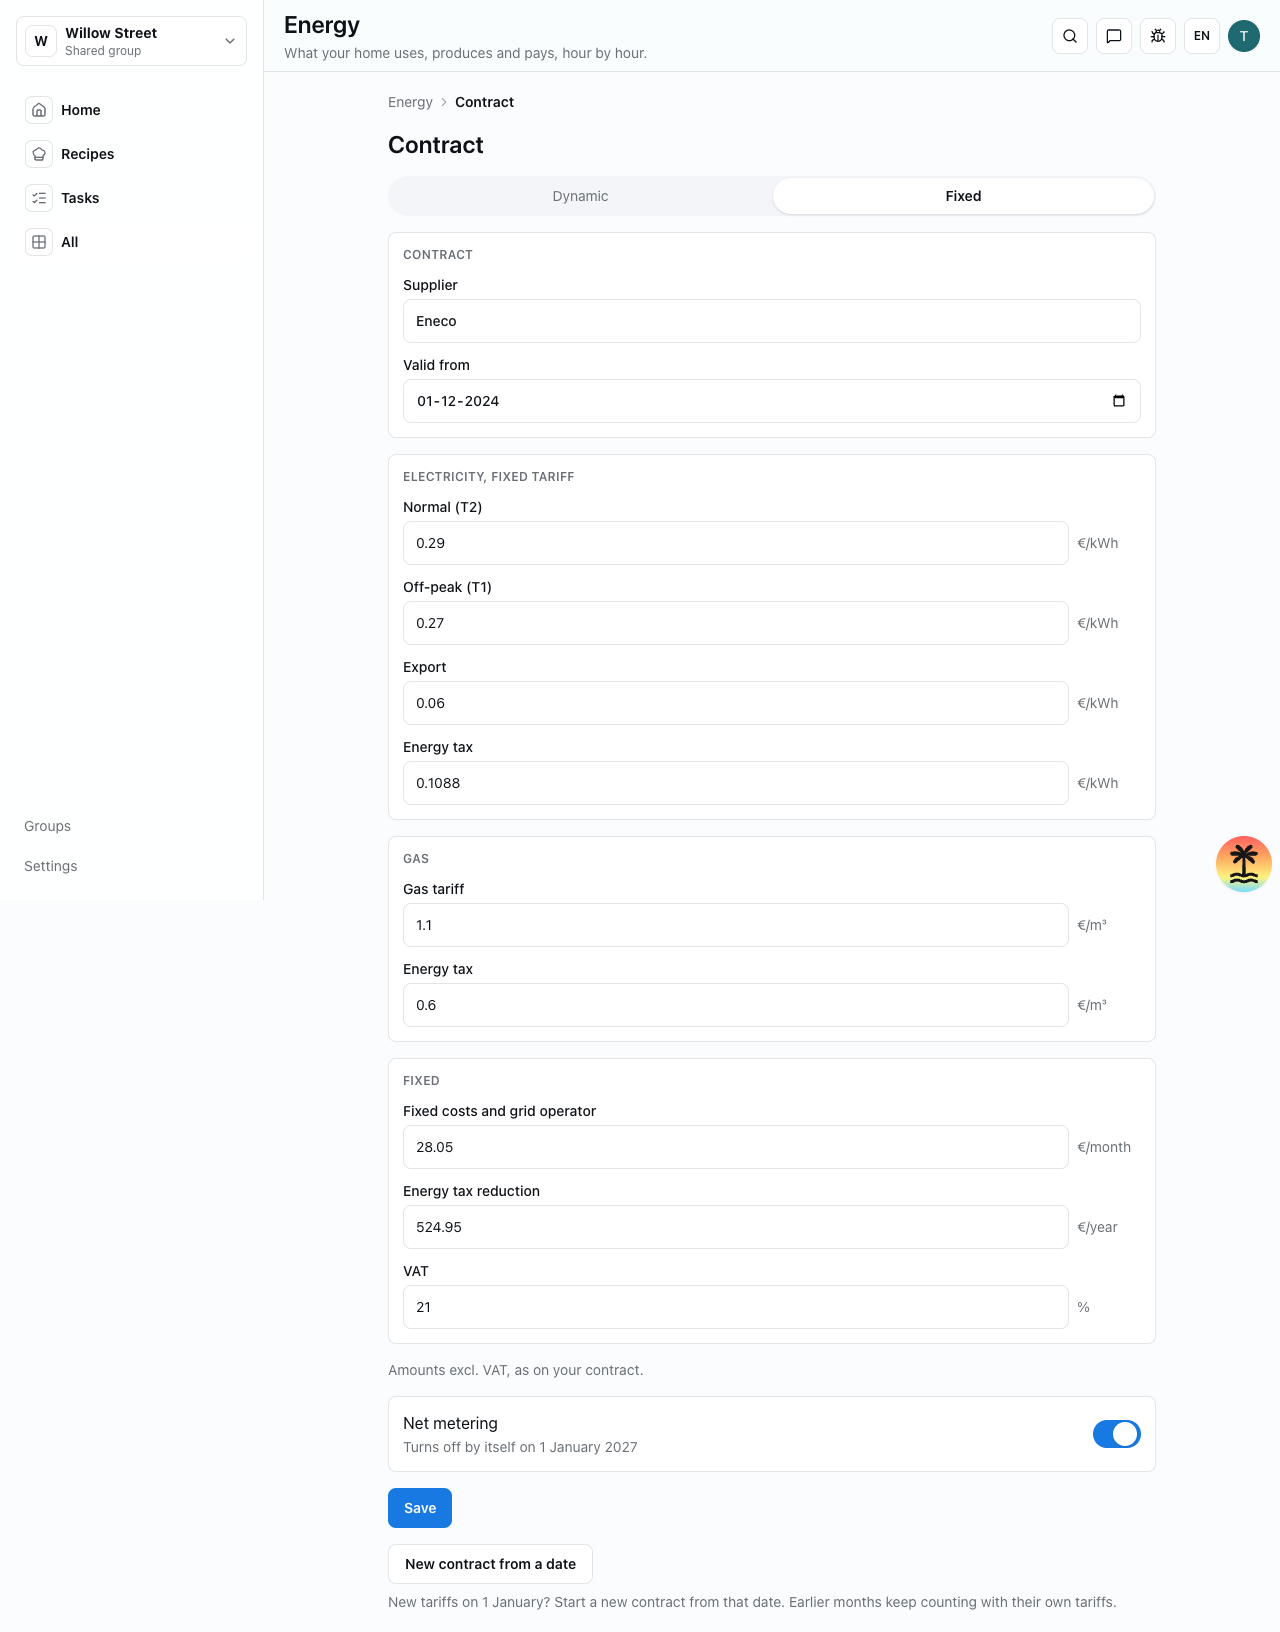 W
Willow Street
Shared group
Home
Recipes
Tasks
All
Groups
Settings
Energy
What your home uses, produces and pays, hour by hour.
EN
T
Energy > Contract
Contract
Dynamic
Fixed
CONTRACT
Supplier
Eneco
Valid from
01-12-2024
ELECTRICITY, FIXED TARIFF
Normal (T2)
0.29 €/kWh
Off-peak (T1)
0.27 €/kWh
Export
0.06 €/kWh
Energy tax
0.1088 €/kWh
GAS
Gas tariff
1.1 €/m³
Energy tax
0.6 €/m³
FIXED
Fixed costs and grid operator
28.05 €/month
Energy tax reduction
524.95 €/year
VAT
21 %
Amounts excl. VAT, as on your contract.
Net metering
Turns off by itself on 1 January 2027
Save
New contract from a date
New tariffs on 1 January? Start a new contract from that date. Earlier months keep counting with their own tariffs.